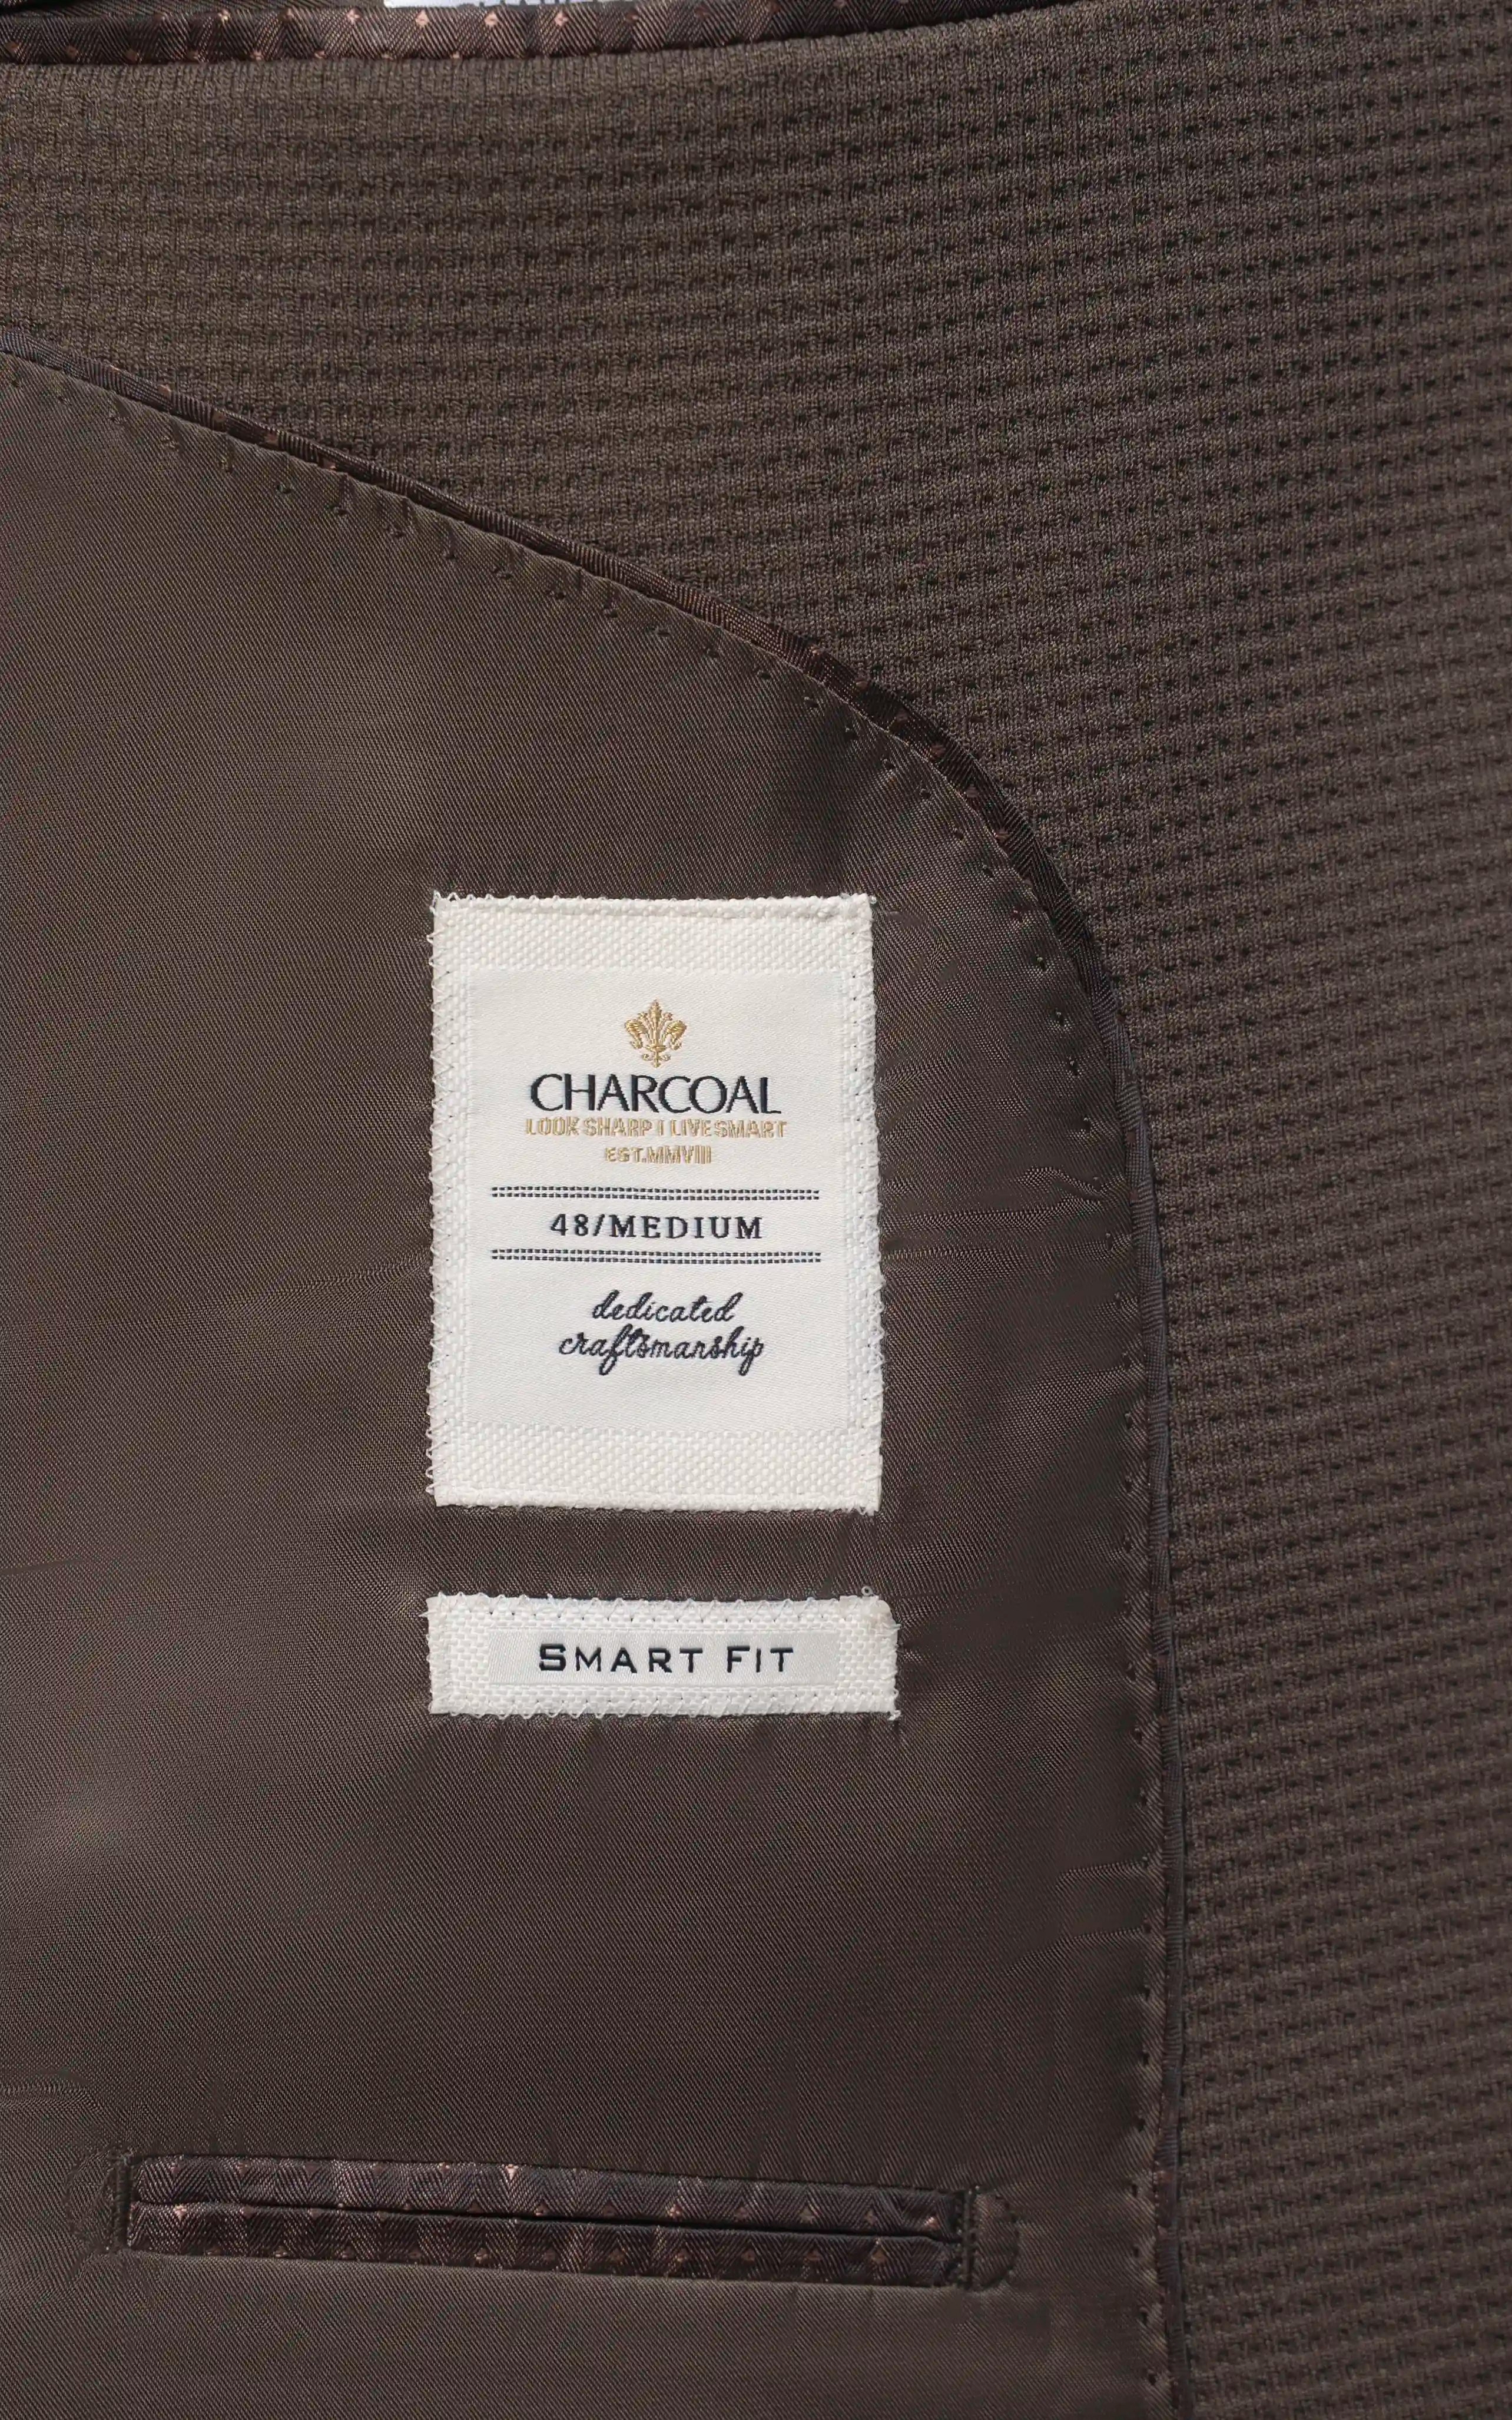 CHARCOAL
LOOK SHARP I LIVE SMART
EST.MMVIII
48/MEDIUM
dedicated
craftsmanship
SMART FIT